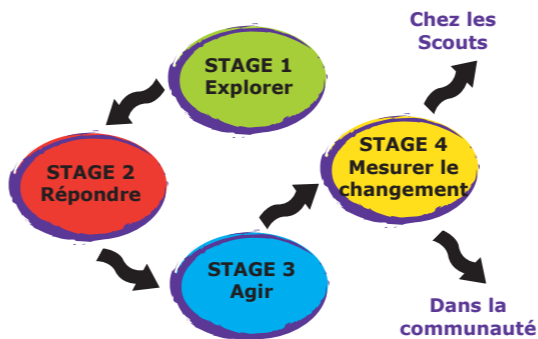 Chez les
Scouts
STAGE 1
Explorer
STAGE 4
Mesurer le
changement
STAGE 2
Répondre
STAGE 3
Agir
Dans la
communauté